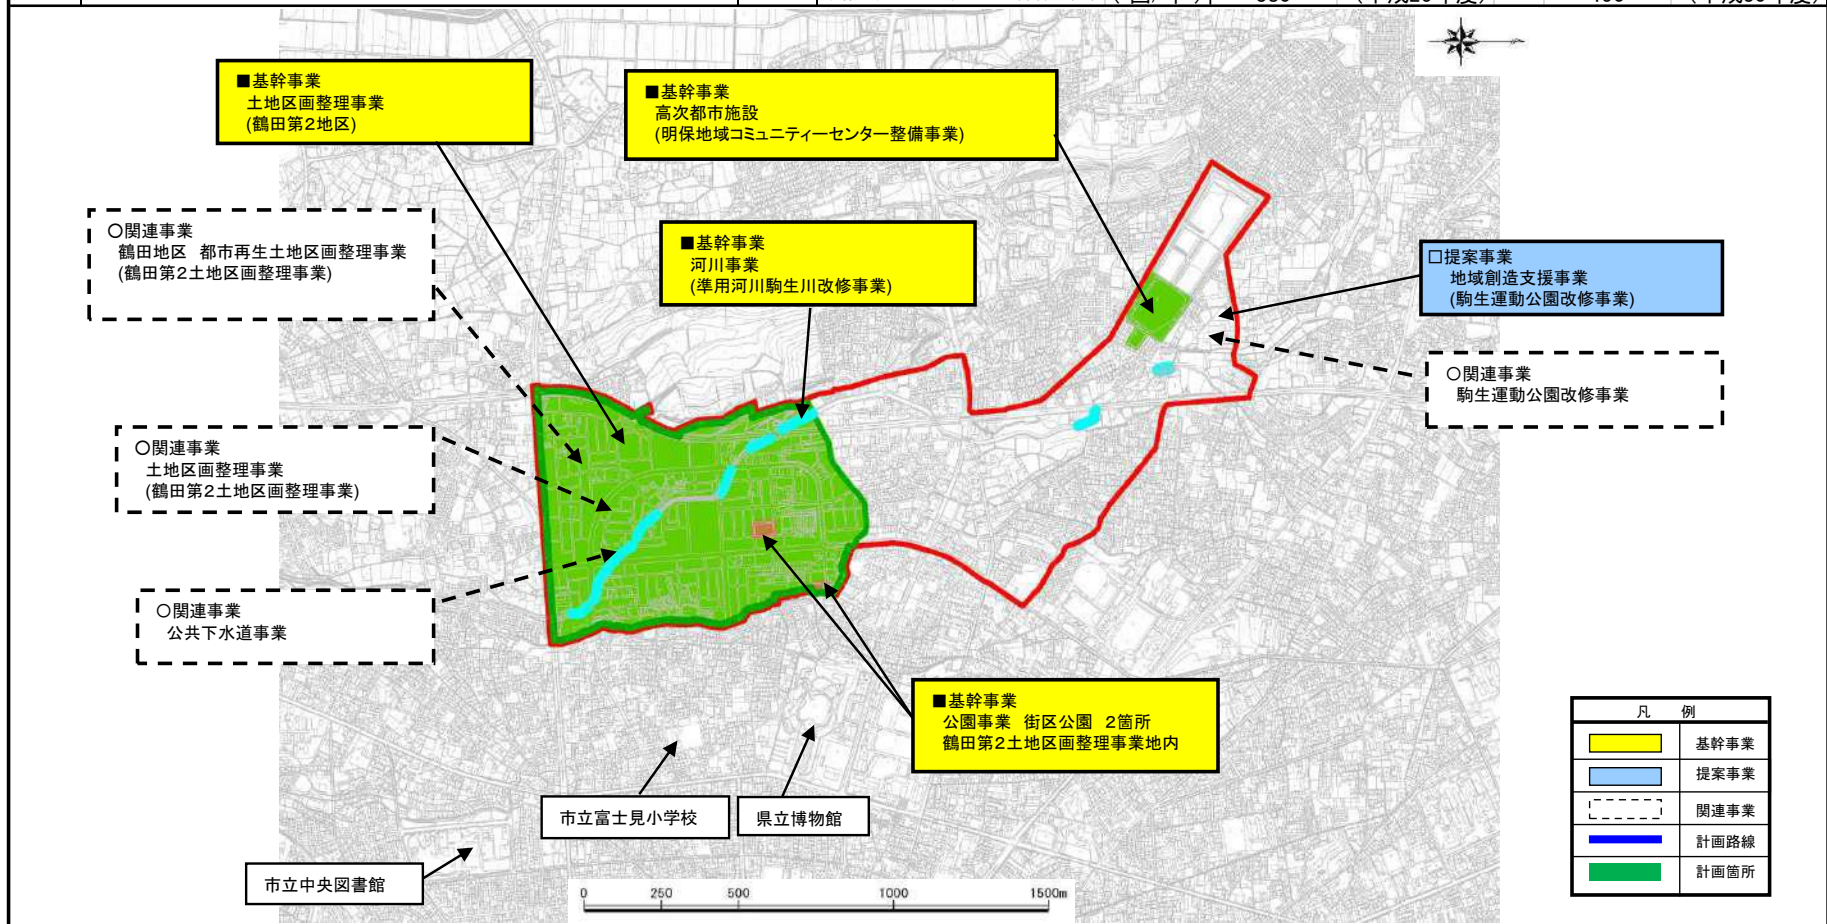 ■基幹事業
土地区画整理事業
(鶴田第2地区)
■基幹事業
高次都市施設
(明保地域コミュニティーセンター整備事業)
○関連事業
鶴田地区 都市再生土地区画整理事業
(鶴田第2土地区画整理事業)
■基幹事業
河川事業
(準用河川駒生川改修事業)
□提案事業
地域創造支援事業
(駒生運動公園改修事業)
○関連事業
駒生運動公園改修事業
○関連事業
土地区画整理事業
(鶴田第2土地区画整理事業)
○関連事業
公共下水道事業
■基幹事業
公園事業 街区公園 2箇所
鶴田第2土地区画整理事業地内
市立富士見小学校
県立博物館
市立中央図書館
0 250 500 1000 1500m
凡 例
基幹事業
提案事業
関連事業
計画路線
計画箇所